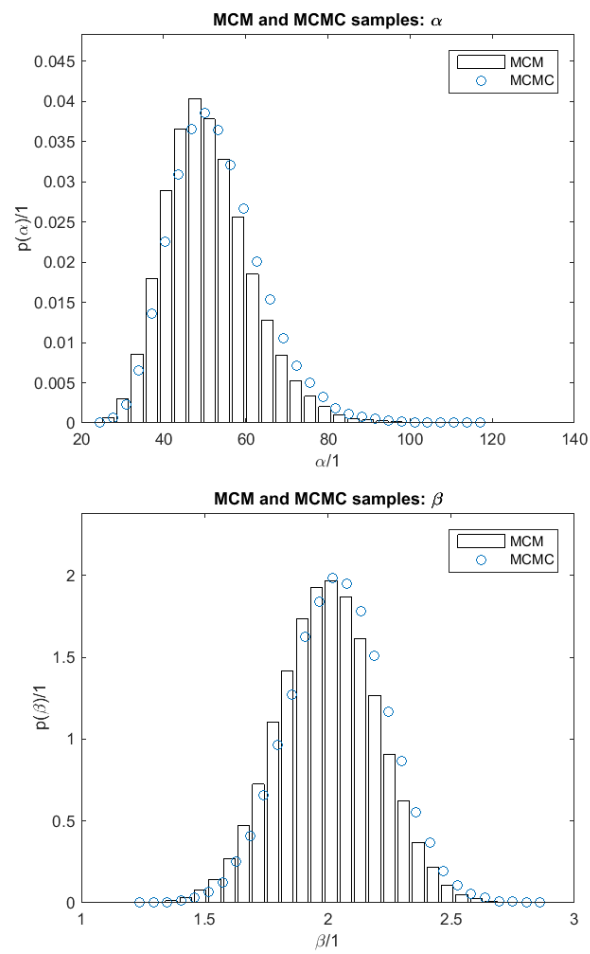 MCM and MCMC samples: α
0.045
0.04
0.035
0.03
0.025
0.02
0.015
0.01
0.005
0
p(α)/1
MCM
MCMC
20 40 60 80 100 120 140
α/1
MCM and MCMC samples: β
2
1.5
1
0.5
0
p(β)/1
MCM
MCMC
1 1.5 2 2.5 3
β/1